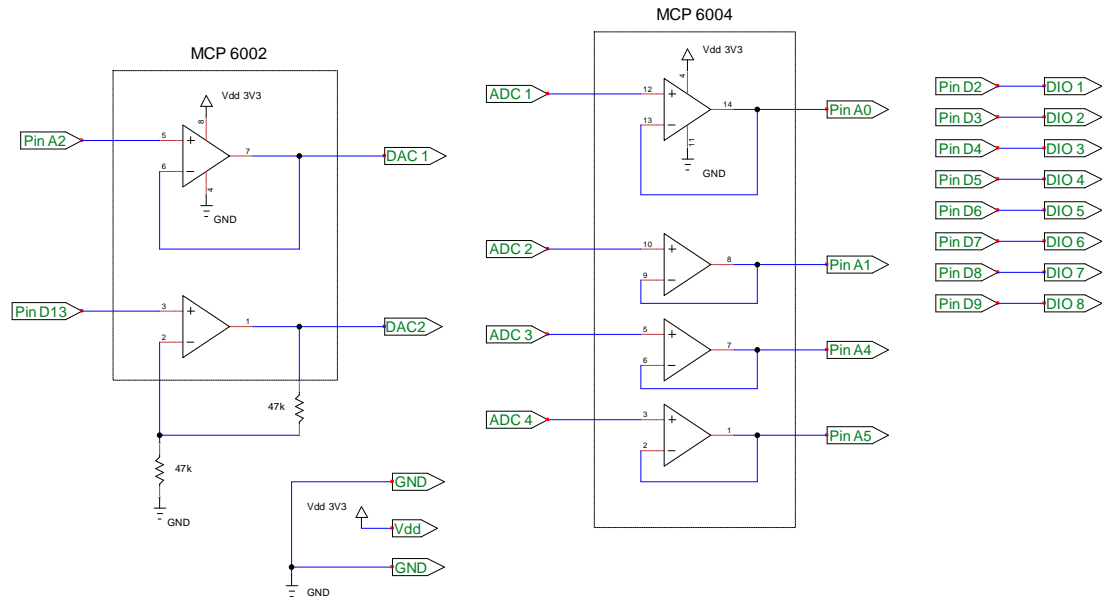 MCP 6002
Vdd 3V3
Pin A2
5
6
8
7
4
GND
DAC 1
Pin D13
3
2
1
DAC2
47k
47k
GND
GND
Vdd 3V3
Vdd
GND
GND
MCP 6004
Vdd 3V3
ADC 1
12
13
4
14
11
GND
Pin A0
ADC 2
10
9
8
Pin A1
ADC 3
5
6
7
Pin A4
ADC 4
3
2
1
Pin A5
Pin D2 DIO 1
Pin D3 DIO 2
Pin D4 DIO 3
Pin D5 DIO 4
Pin D6 DIO 5
Pin D7 DIO 6
Pin D8 DIO 7
Pin D9 DIO 8